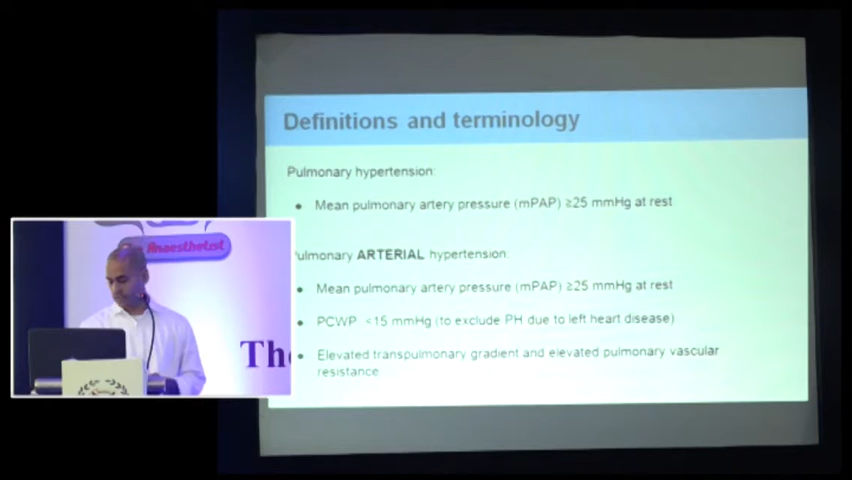 Definitions and terminology
Pulmonary hypertension:
● Mean pulmonary artery pressure (mPAP) ≥25 mmHg at rest
ulmonary ARTERIAL hypertension:
● Mean pulmonary artery pressure (mPAP) ≥25 mmHg at rest
● PCWP <15 mmHg (to exclude PH due to left heart disease)
● Elevated transpulmonary gradient and elevated pulmonary vascular
resistance
Anaesthetist
The